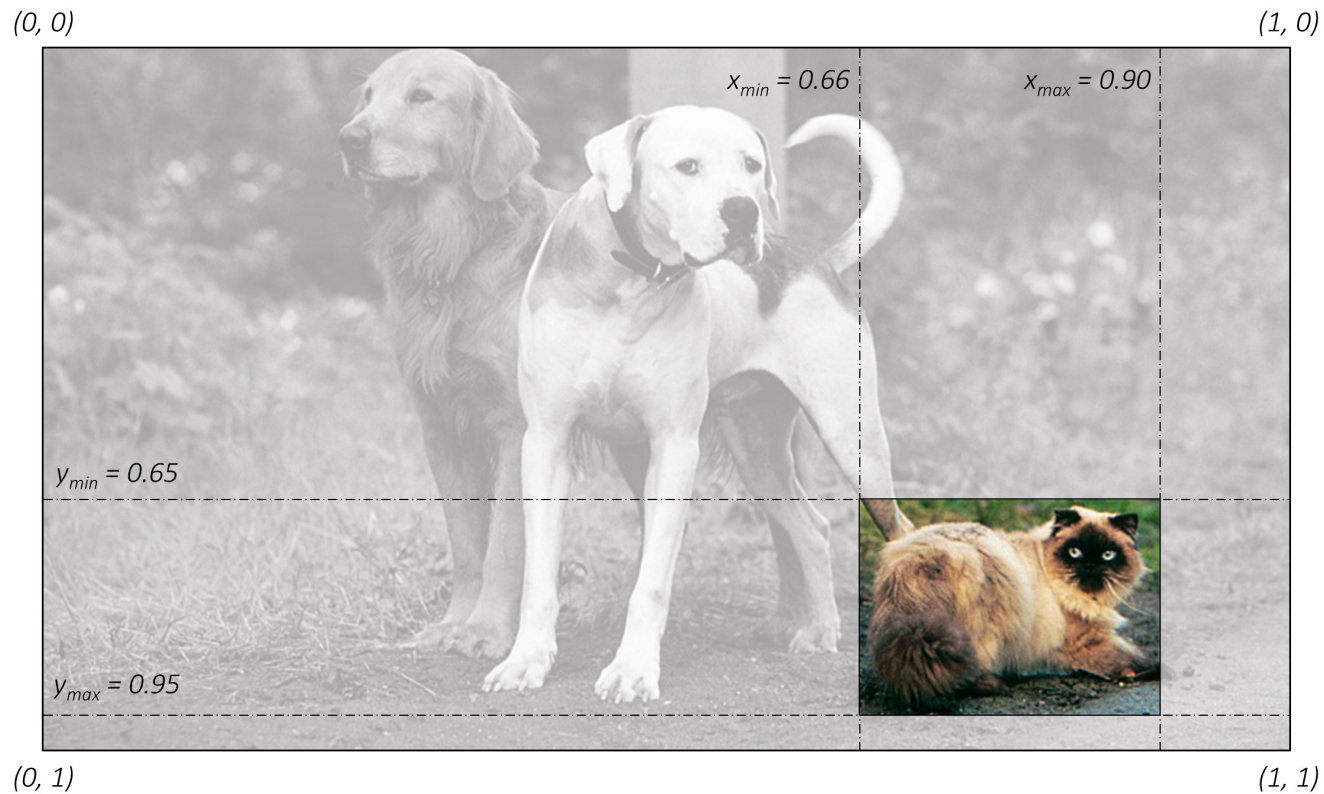 (0, 0)
(1, 0)
x_min = 0.66
x_max = 0.90
y_min = 0.65
y_max = 0.95
(0, 1)
(1, 1)